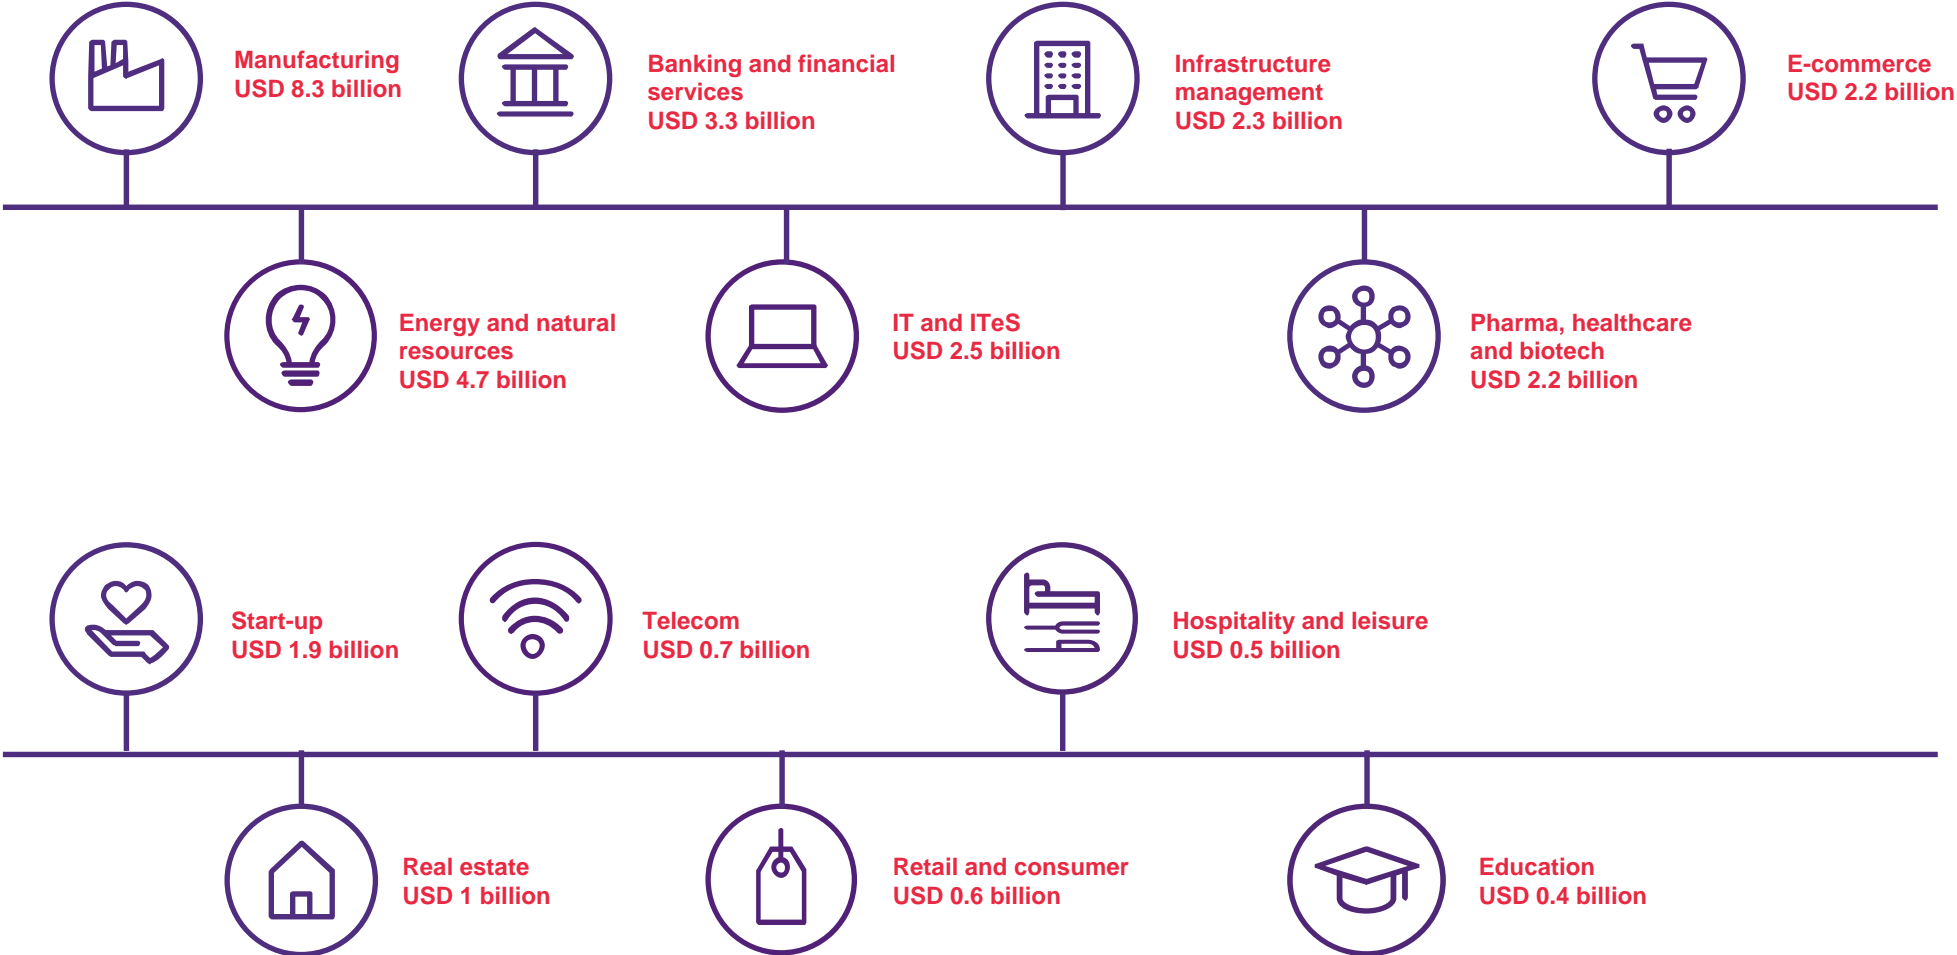 Manufacturing
USD 8.3 billion
Banking and financial
services
USD 3.3 billion
Infrastructure
management
USD 2.3 billion
E-commerce
USD 2.2 billion
Energy and natural
resources
USD 4.7 billion
IT and ITeS
USD 2.5 billion
Pharma, healthcare
and biotech
USD 2.2 billion
Start-up
USD 1.9 billion
Telecom
USD 0.7 billion
Hospitality and leisure
USD 0.5 billion
Real estate
USD 1 billion
Retail and consumer
USD 0.6 billion
Education
USD 0.4 billion